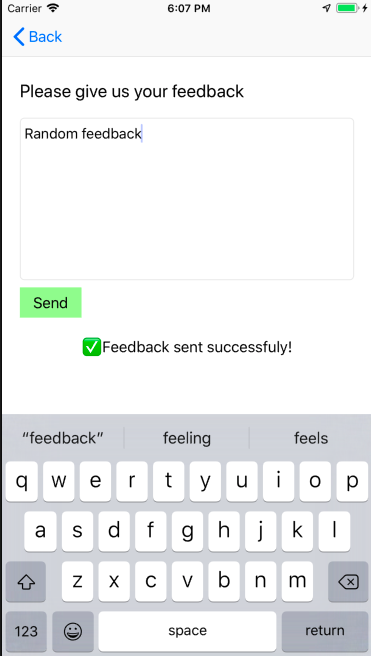 Carrier 6:07 PM
Back
Please give us your feedback
Random feedback
Send
✅Feedback sent successfuly!
“feedback” feeling feels
q w e r t y u i o p
a s d f g h j k l
z x c v b n m
123 space return